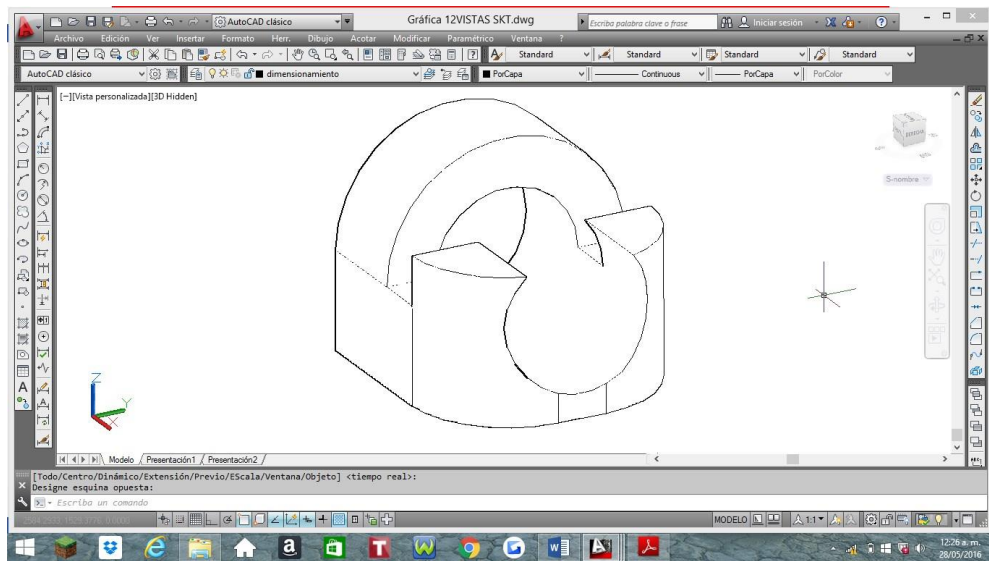 AutoCAD clásico
Gráfica 12VISTAS SKT.dwg
Escriba palabra clave o frase
Iniciar sesión
Archivo Edición Ver Insertar Formato Herr. Dibujo Acotar Modificar Paramétrico Ventana ?
Standard Standard Standard Standard
AutoCAD clásico dimensionamiento PorCapa Continuous PorCapa PorColor
[−][Vista personalizada][3D Hidden]
S-nombre
Z
Y
X
Modelo Presentación1 Presentación2
[Todo/Centro/Dinámico/Extensión/Previo/EScala/Ventana/Objeto] <tiempo real>:
Designe esquina opuesta:
Escriba un comando
MODELO 1:1
12:26 a. m.
28/05/2016